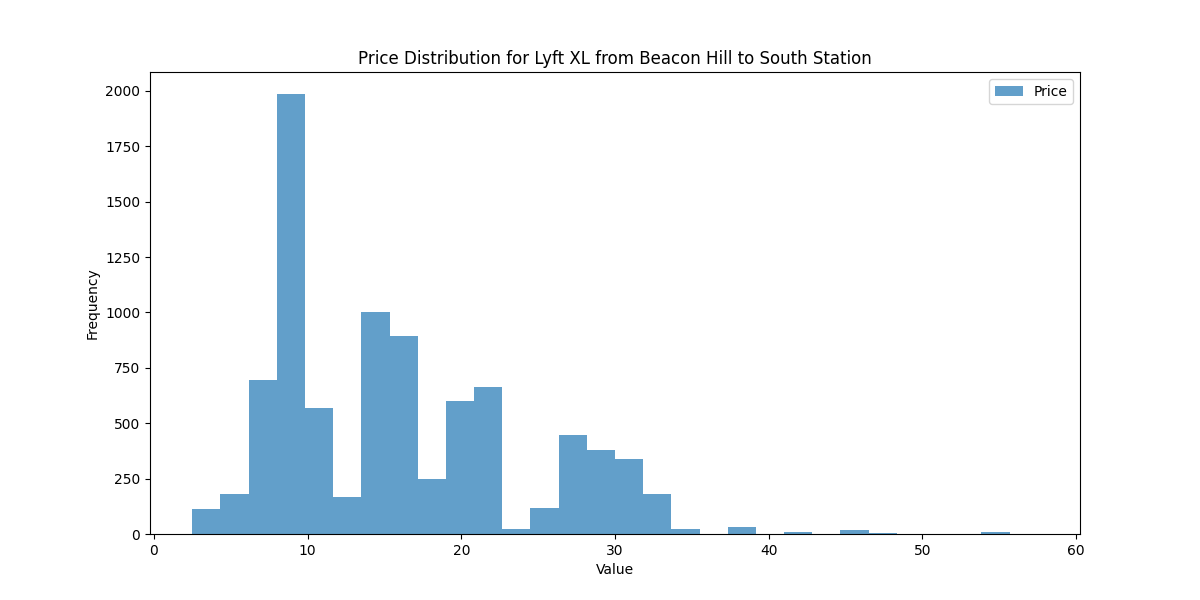 Price Distribution for Lyft XL from Beacon Hill to South Station
Price
2000
1750
1500
1250
1000
750
500
250
0
Frequency
0 10 20 30 40 50 60
Value